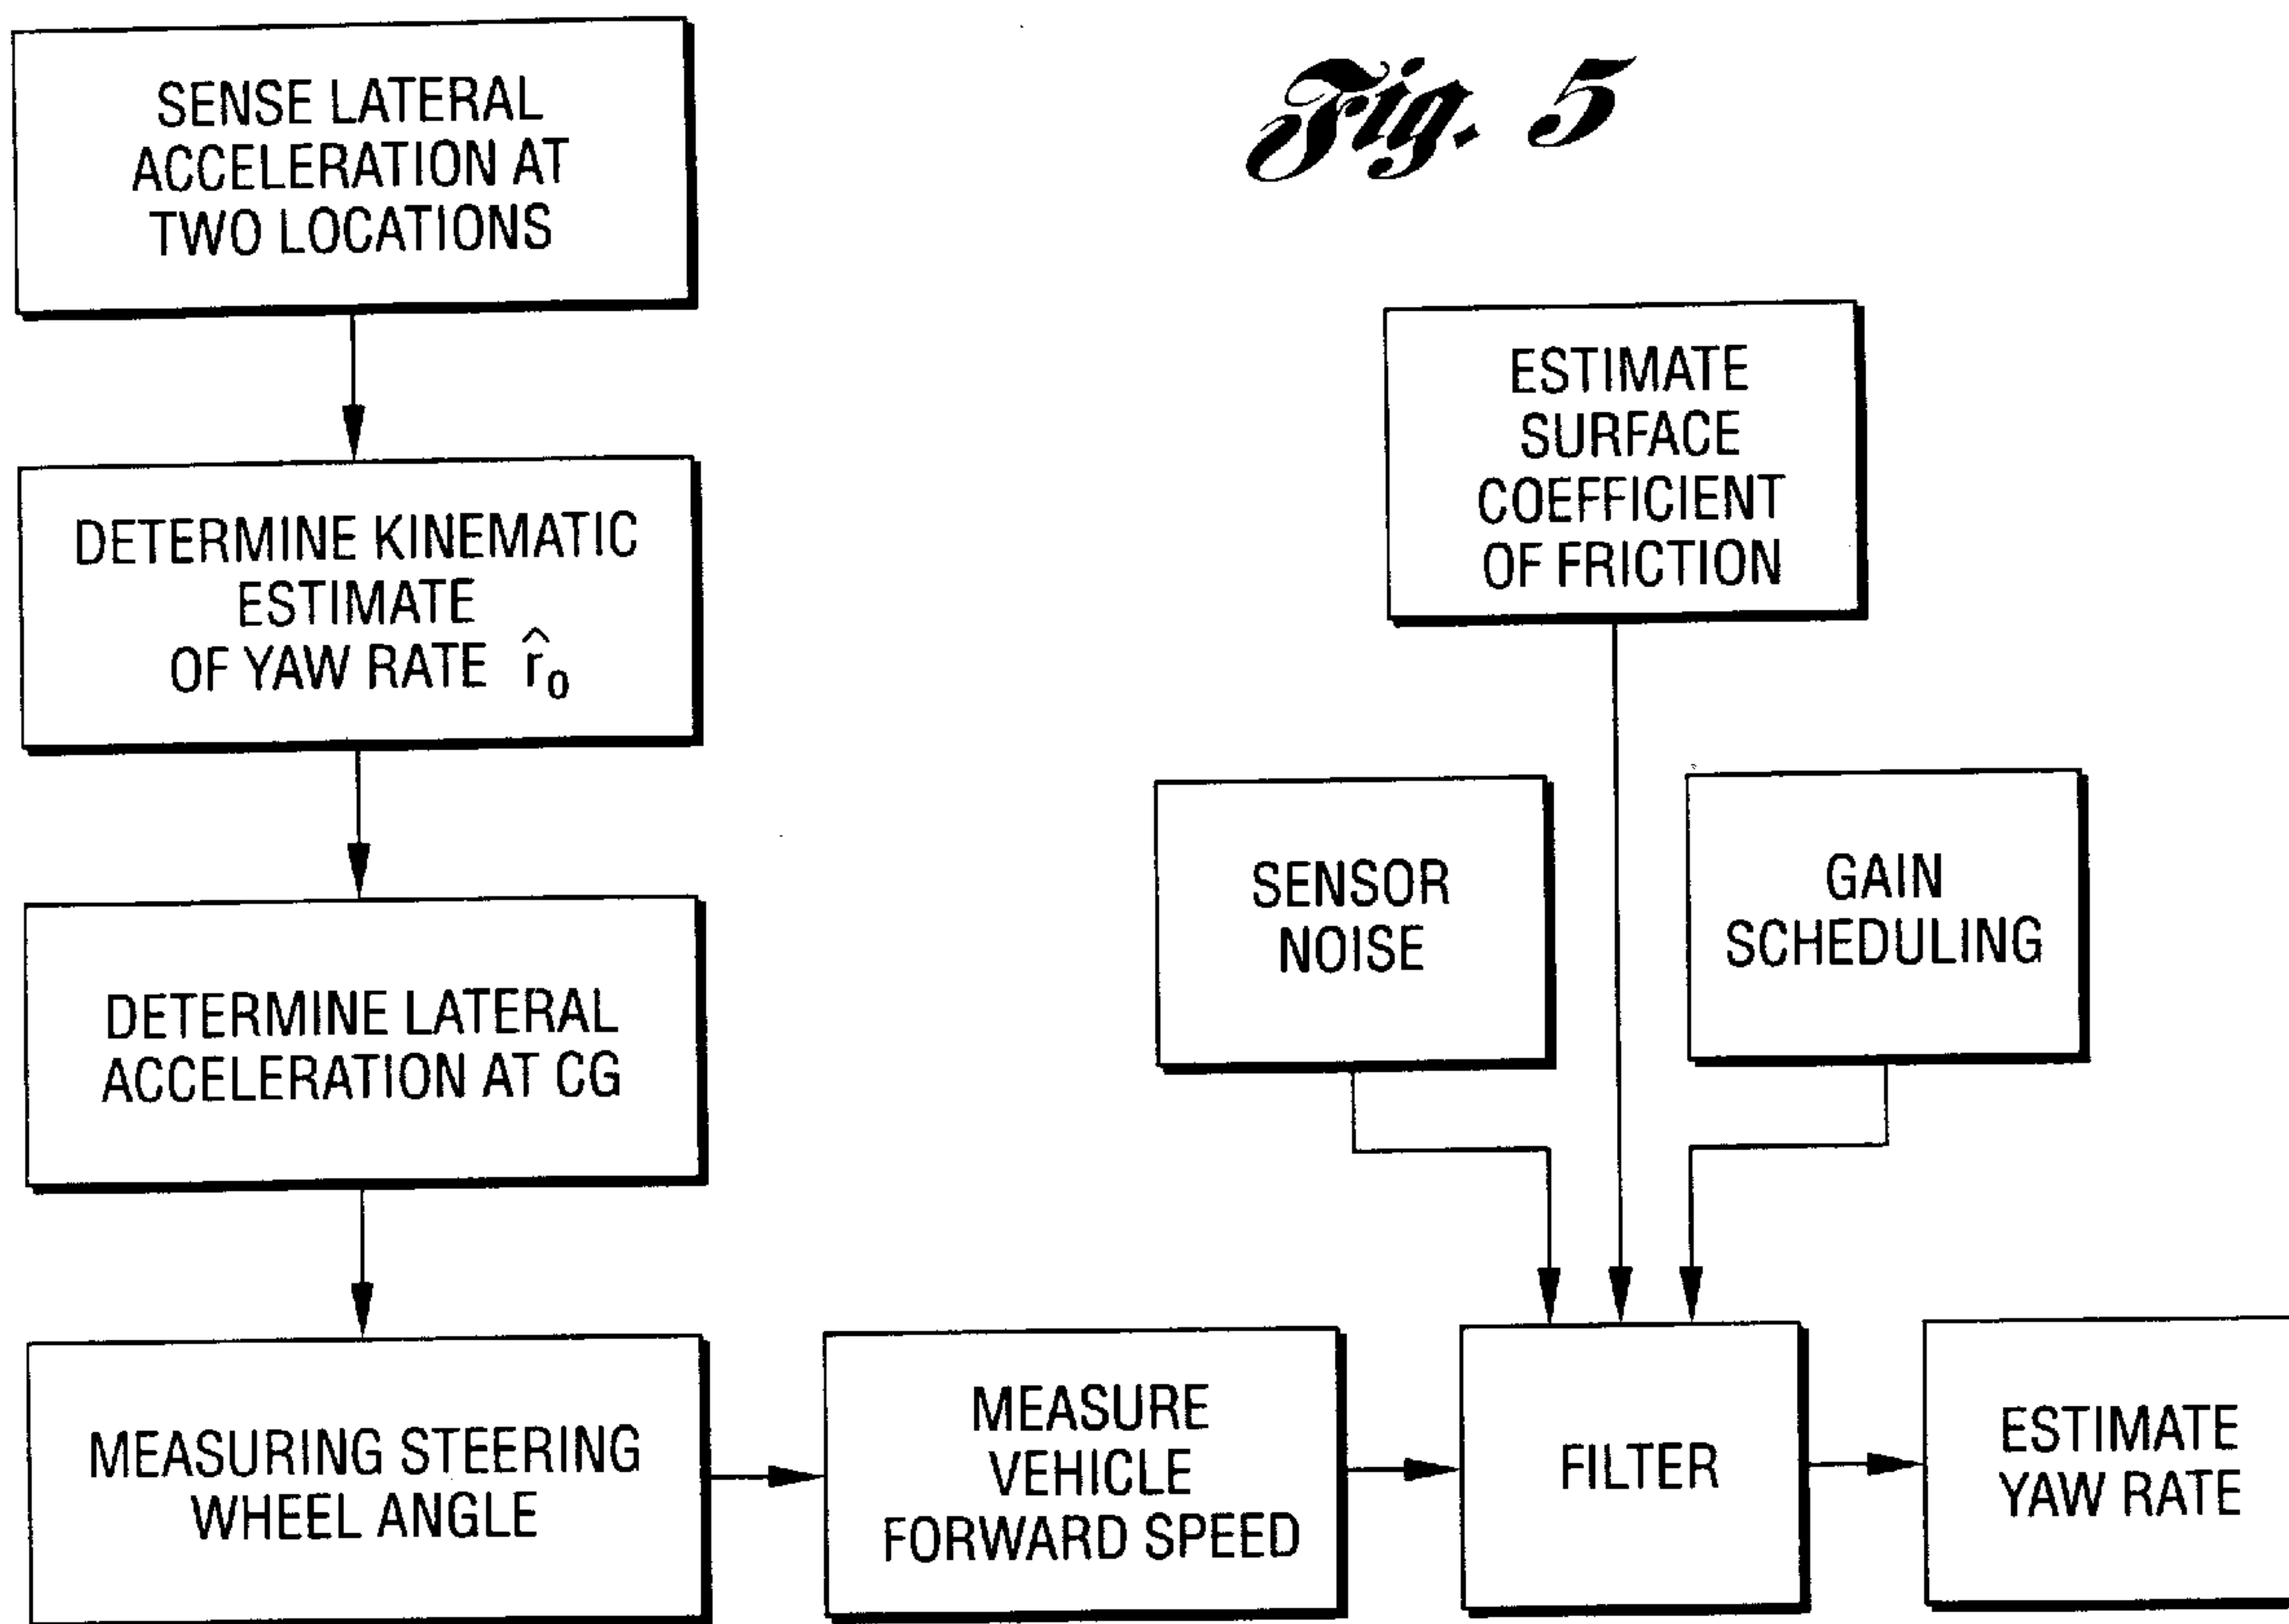 Fig. 5
SENSE LATERAL
ACCELERATION AT
TWO LOCATIONS
DETERMINE KINEMATIC
ESTIMATE
OF YAW RATE r̂₀
DETERMINE LATERAL
ACCELERATION AT CG
MEASURING STEERING
WHEEL ANGLE
MEASURE
VEHICLE
FORWARD SPEED
ESTIMATE
SURFACE
COEFFICIENT
OF FRICTION
SENSOR
NOISE
GAIN
SCHEDULING
FILTER
ESTIMATE
YAW RATE